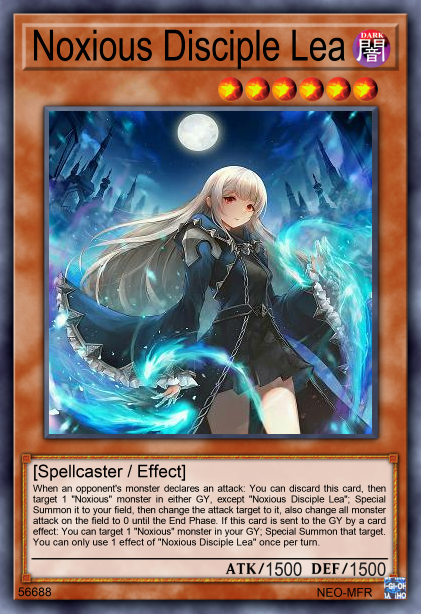 Noxious Disciple Lea
DARK
闇
[Spellcaster / Effect]
When an opponent's monster declares an attack: You can discard this card, then
target 1 "Noxious" monster in either GY, except "Noxious Disciple Lea"; Special
Summon it to your field, then change the attack target to it, also change all monster
attack on the field to 0 until the End Phase. If this card is sent to the GY by a card
effect: You can target 1 "Noxious" monster in your GY; Special Summon that target.
You can only use 1 effect of "Noxious Disciple Lea" once per turn.
ATK/1500 DEF/1500
56688
NEO-MFR